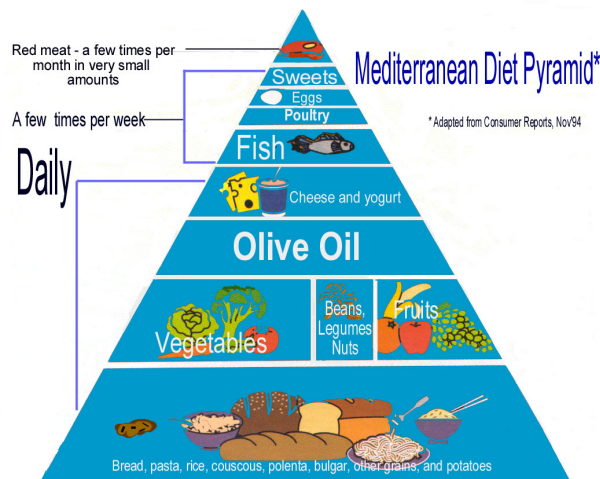 Mediterranean Diet Pyramid*
* Adapted from Consumer Reports, Nov'94
Red meat - a few times per
month in very small
amounts
Sweets
Eggs
Poultry
A few times per week
Fish
Daily
Cheese and yogurt
Olive Oil
Vegetables
Beans,
Legumes
Nuts
Fruits
Bread, pasta, rice, couscous, polenta, bulgar, other grains, and potatoes